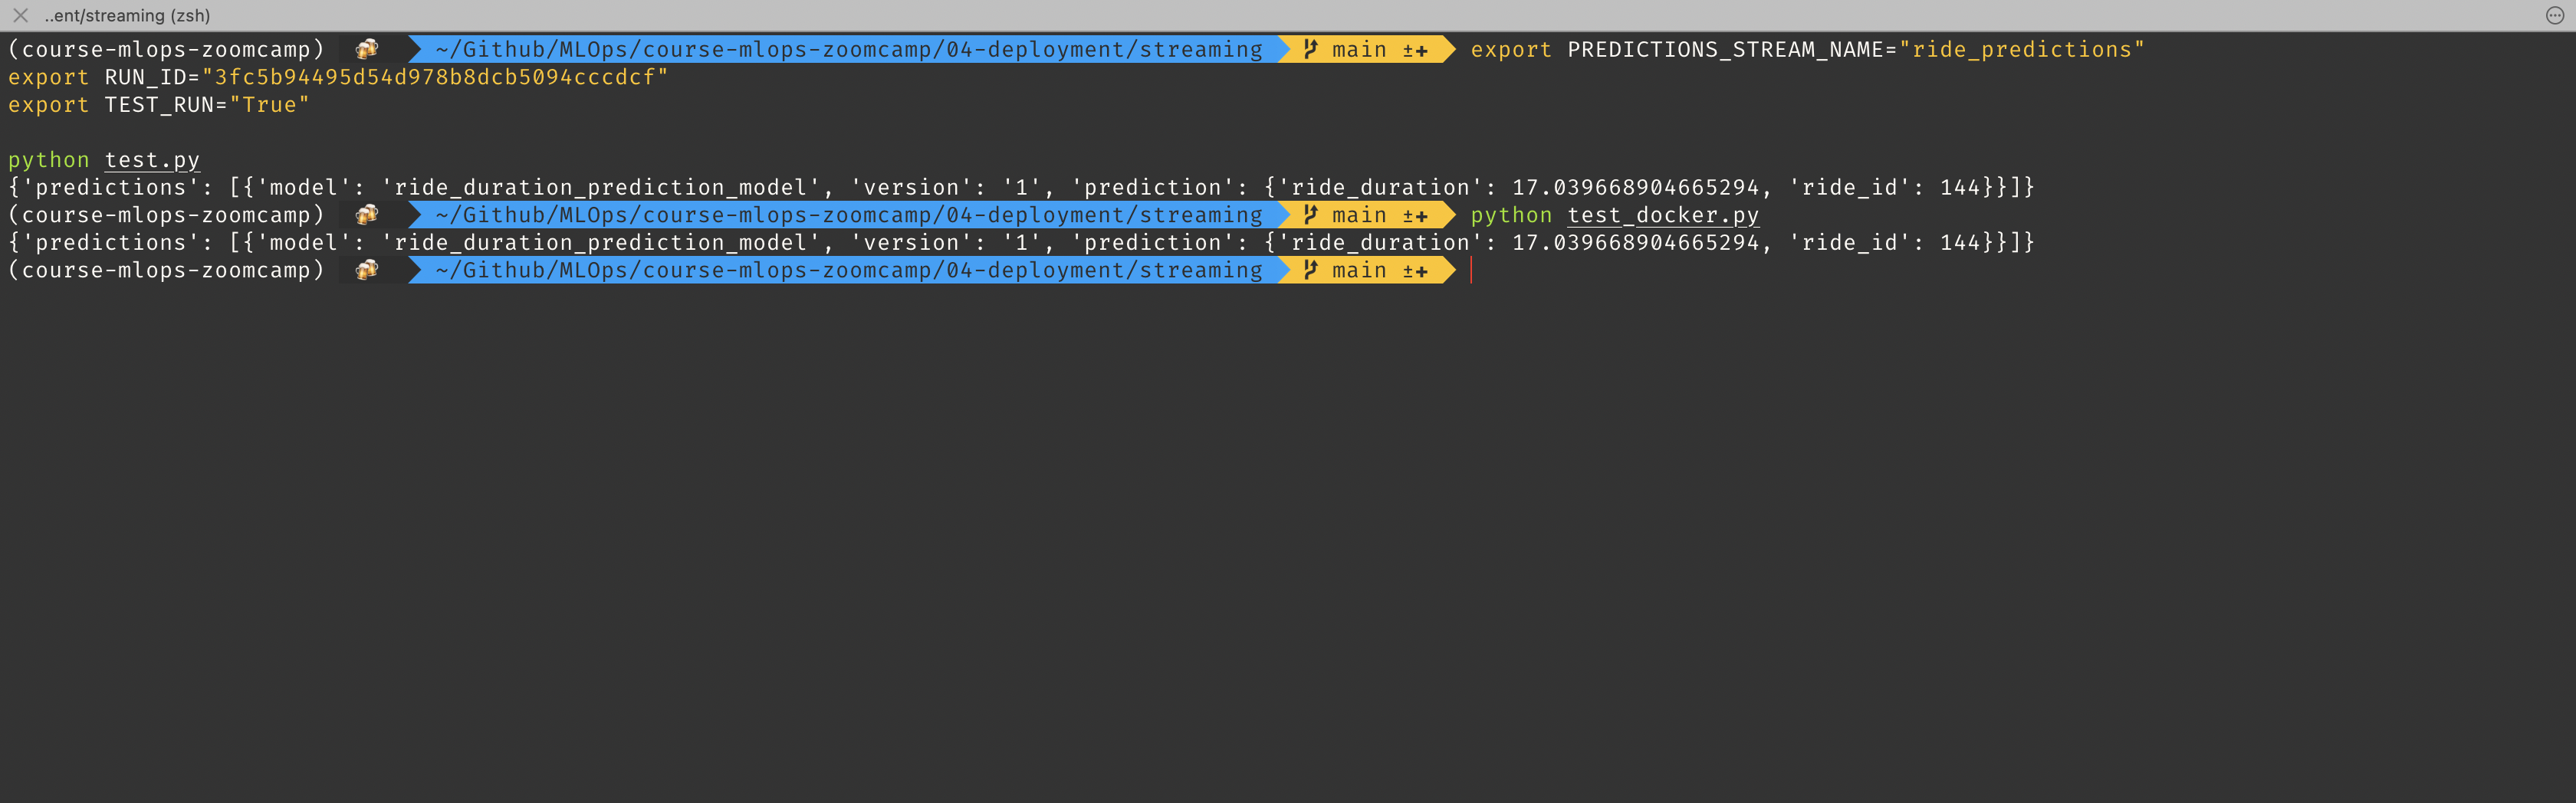 ..ent/streaming (zsh)
(course-mlops-zoomcamp) 🍻 ~/Github/MLOps/course-mlops-zoomcamp/04-deployment/streaming main ±✚ export PREDICTIONS_STREAM_NAME="ride_predictions"
export RUN_ID="3fc5b94495d54d978b8dcb5094cccdcf"
export TEST_RUN="True"
python test.py
{'predictions': [{'model': 'ride_duration_prediction_model', 'version': '1', 'prediction': {'ride_duration': 17.039668904665294, 'ride_id': 144}}]}
(course-mlops-zoomcamp) 🍻 ~/Github/MLOps/course-mlops-zoomcamp/04-deployment/streaming main ±✚ python test_docker.py
{'predictions': [{'model': 'ride_duration_prediction_model', 'version': '1', 'prediction': {'ride_duration': 17.039668904665294, 'ride_id': 144}}]}
(course-mlops-zoomcamp) 🍻 ~/Github/MLOps/course-mlops-zoomcamp/04-deployment/streaming main ±✚